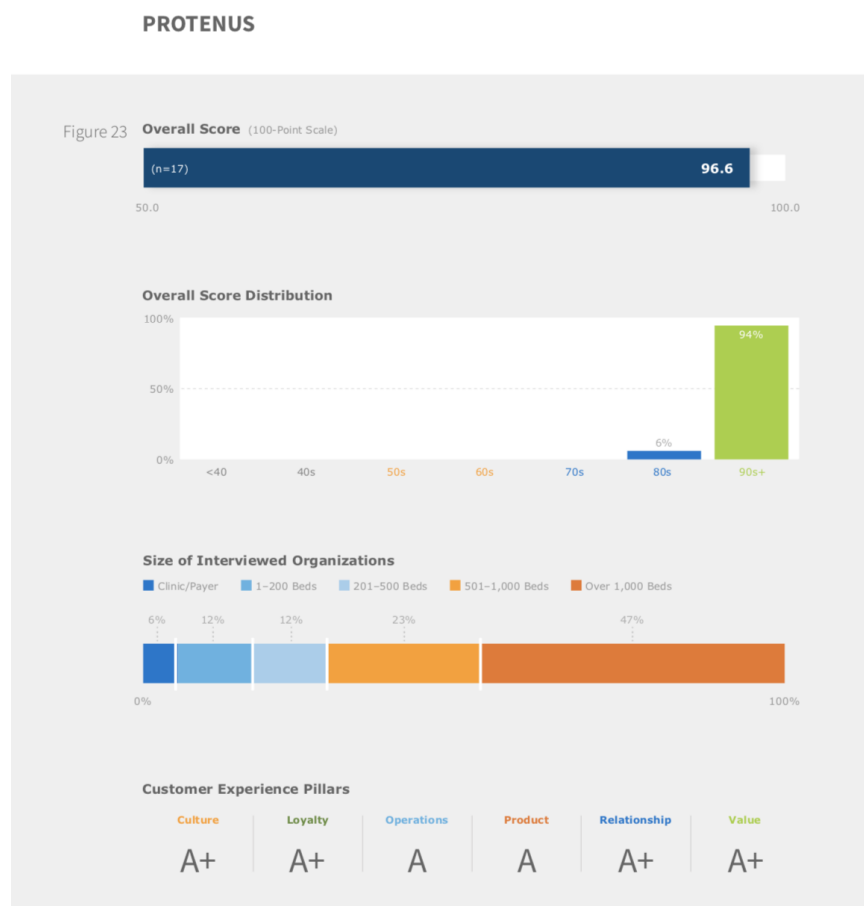 PROTENUS
Figure 23 Overall Score (100-Point Scale)
(n=17) 96.6
50.0 100.0
Overall Score Distribution
100%
94%
50%
6%
0%
<40 40s 50s 60s 70s 80s 90s+
Size of Interviewed Organizations
Clinic/Payer 1–200 Beds 201–500 Beds 501–1,000 Beds Over 1,000 Beds
6% 12% 12% 23% 47%
0% 100%
Customer Experience Pillars
Culture Loyalty Operations Product Relationship Value
A+ A+ A A A+ A+